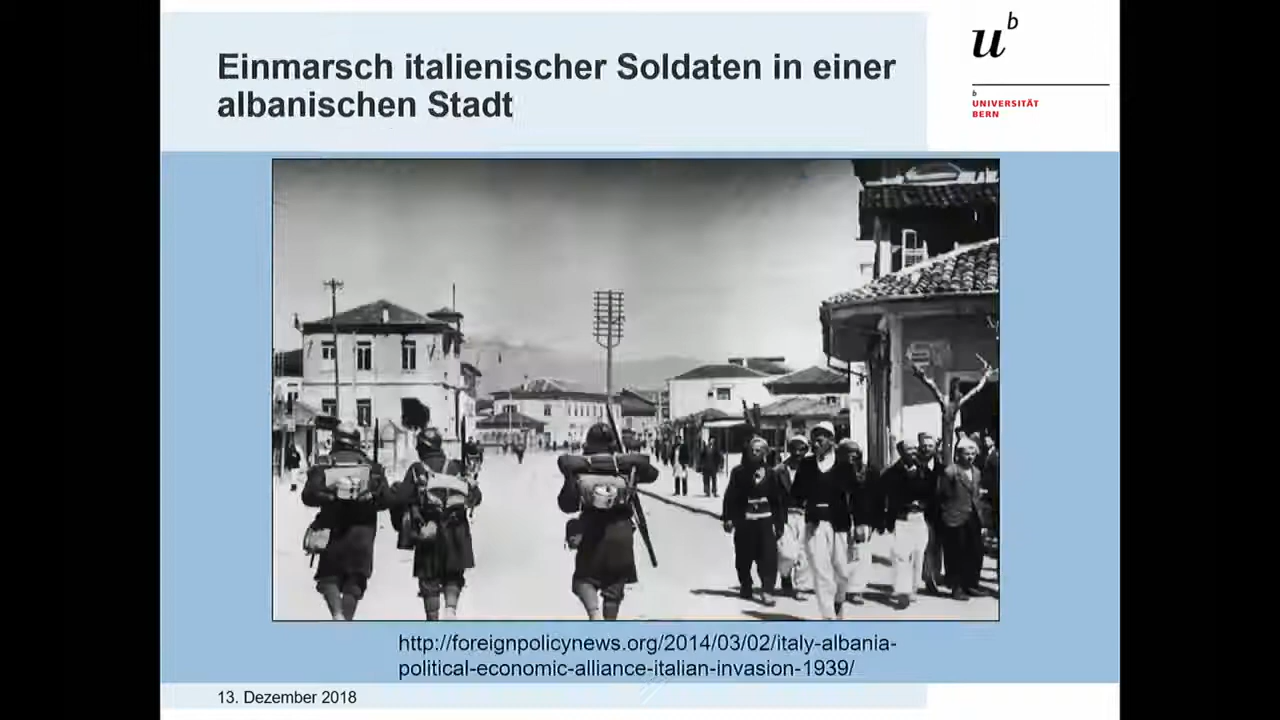 Einmarsch italienischer Soldaten in einer
albanischen Stadt
u b
b
UNIVERSITÄT
BERN
http://foreignpolicynews.org/2014/03/02/italy-albania-
political-economic-alliance-italian-invasion-1939/
13. Dezember 2018